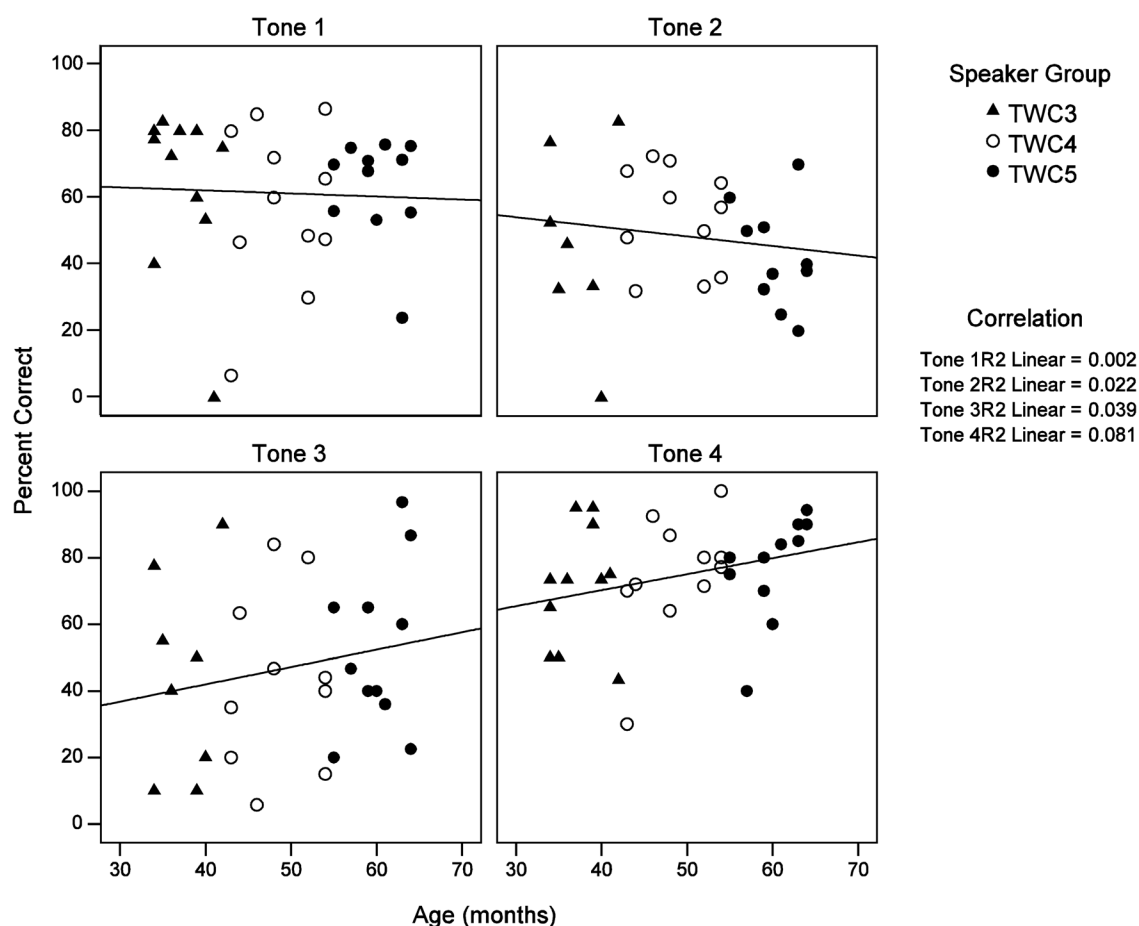 Tone 1
Tone 2
100
80
60
40
20
0
Speaker Group
TWC3
TWC4
TWC5
Correlation
Tone 1R2 Linear = 0.002
Tone 2R2 Linear = 0.022
Tone 3R2 Linear = 0.039
Tone 4R2 Linear = 0.081
Percent Correct
Tone 3
Tone 4
100
80
60
40
20
0
30 40 50 60 70
30 40 50 60 70
Age (months)